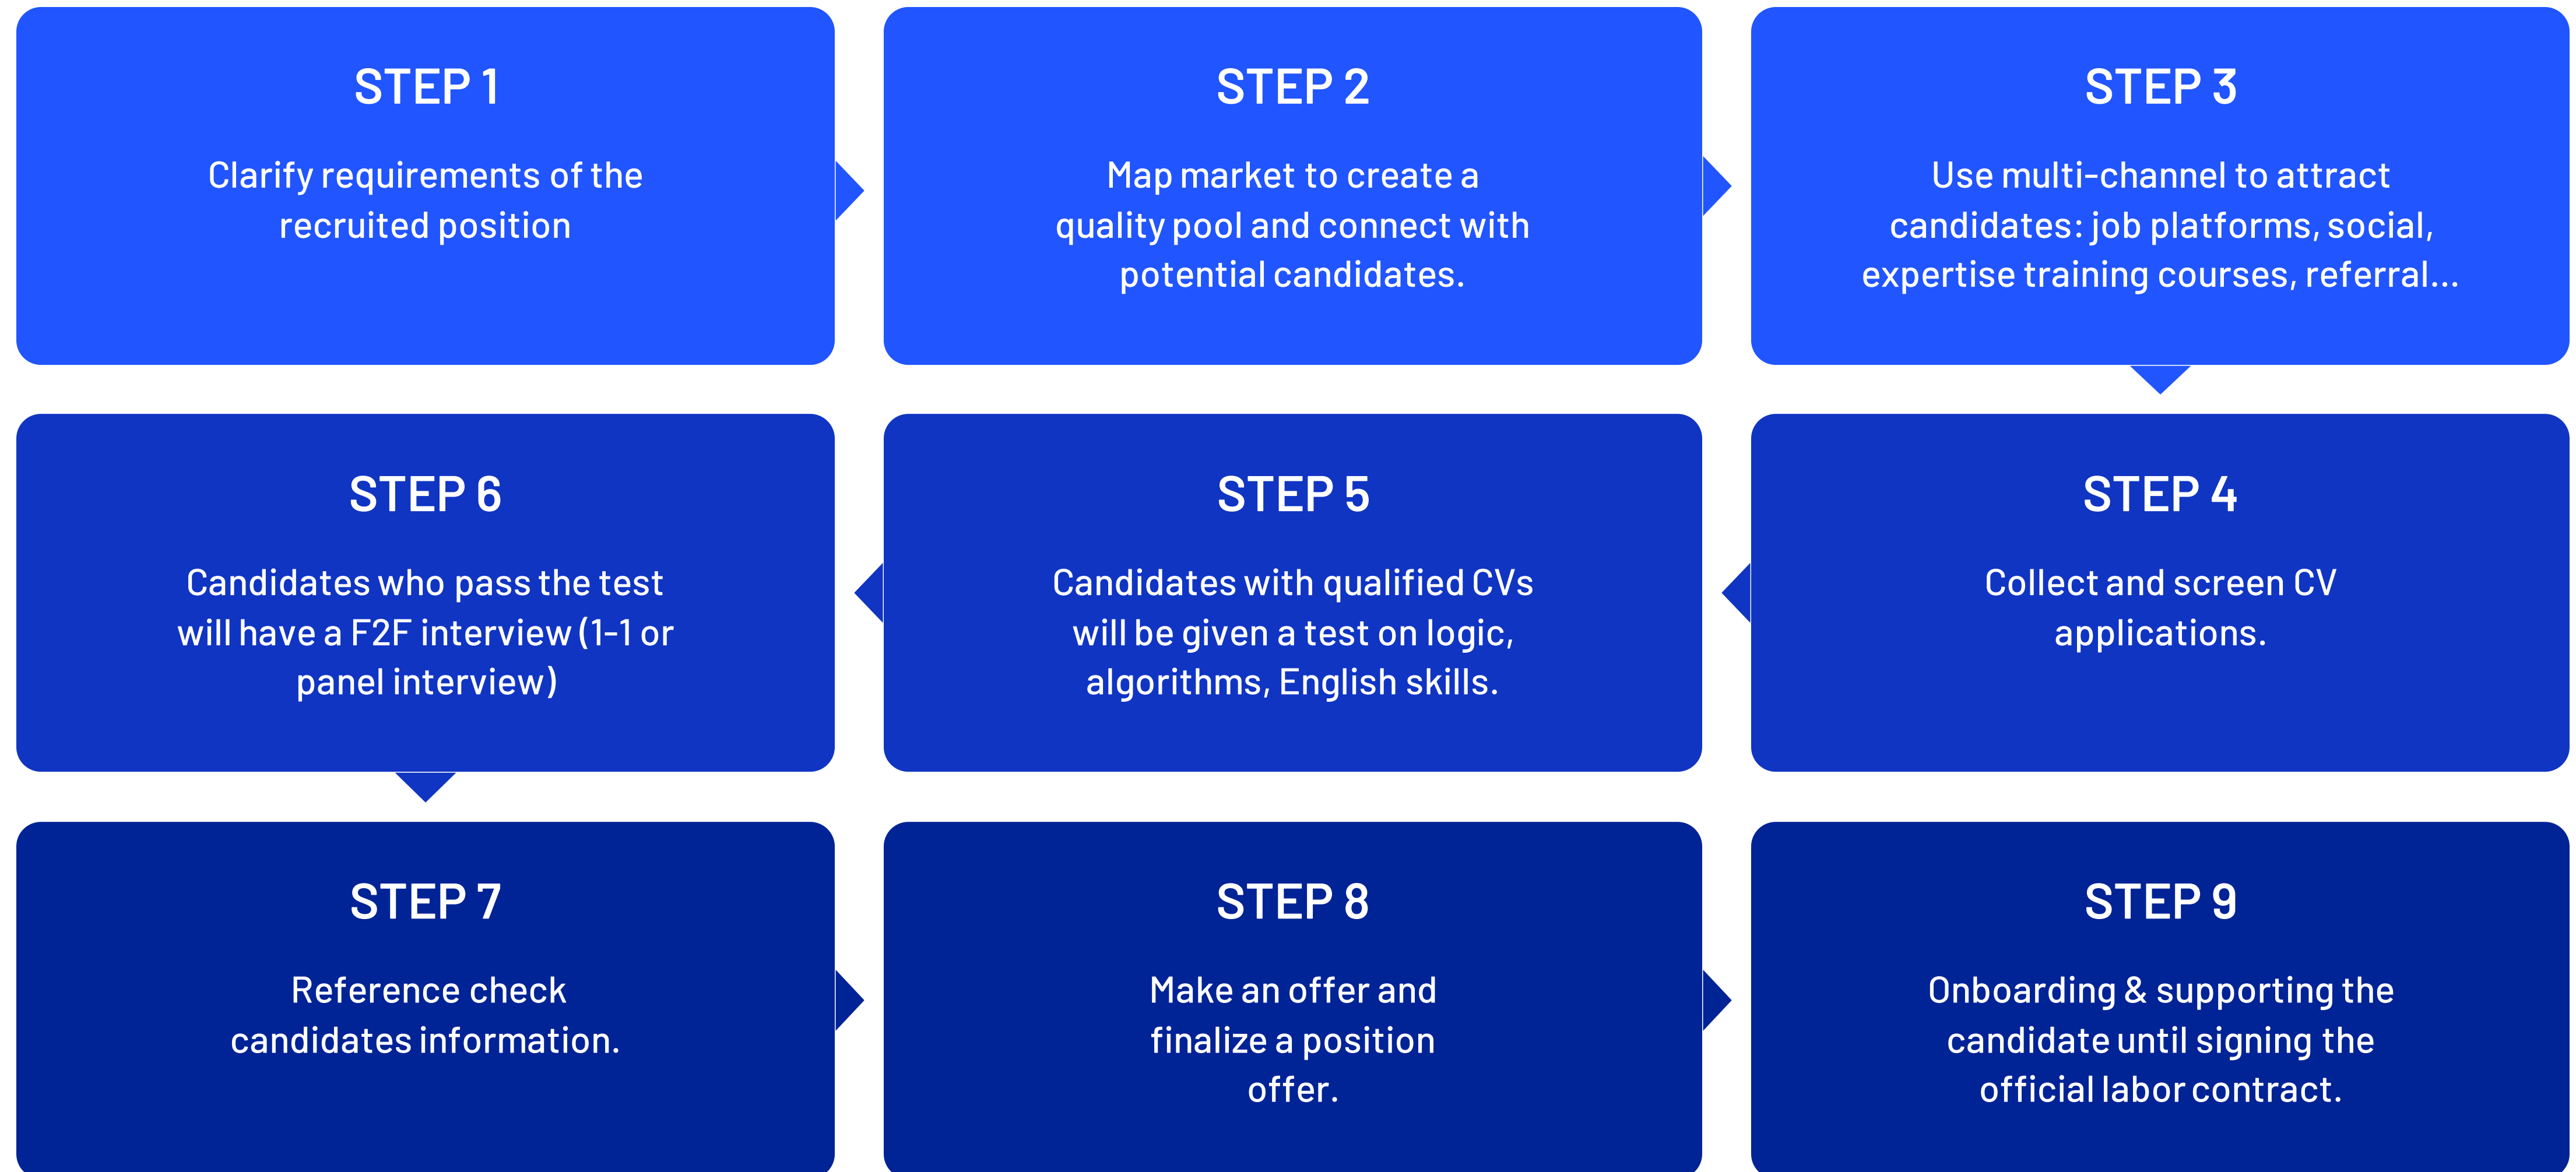 STEP 1
Clarify requirements of the
recruited position
STEP 2
Map market to create a
quality pool and connect with
potential candidates.
STEP 3
Use multi-channel to attract
candidates: job platforms, social,
expertise training courses, referral...
STEP 4
Collect and screen CV
applications.
STEP 5
Candidates with qualified CVs
will be given a test on logic,
algorithms, English skills.
STEP 6
Candidates who pass the test
will have a F2F interview (1-1 or
panel interview)
STEP 7
Reference check
candidates information.
STEP 8
Make an offer and
finalize a position
offer.
STEP 9
Onboarding & supporting the
candidate until signing the
official labor contract.